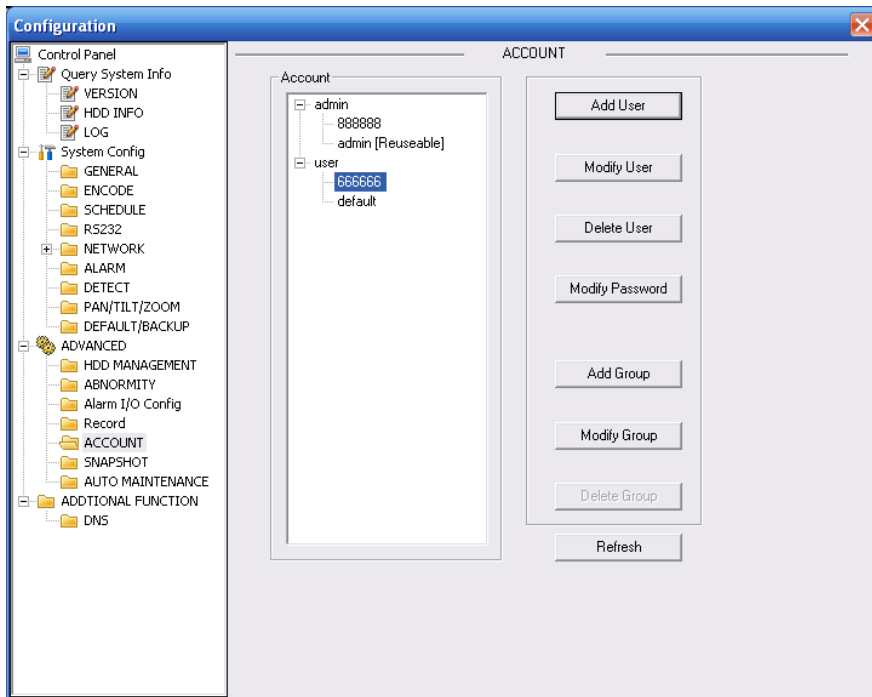 Configuration
Control Panel
Query System Info
VERSION
HDD INFO
LOG
System Config
GENERAL
ENCODE
SCHEDULE
RS232
NETWORK
ALARM
DETECT
PAN/TILT/ZOOM
DEFAULT/BACKUP
ADVANCED
HDD MANAGEMENT
ABNORMITY
Alarm I/O Config
Record
ACCOUNT
SNAPSHOT
AUTO MAINTENANCE
ADDTIONAL FUNCTION
DNS
ACCOUNT
Account
admin
888888
admin [Reuseable]
user
666666
default
Add User
Modify User
Delete User
Modify Password
Add Group
Modify Group
Delete Group
Refresh